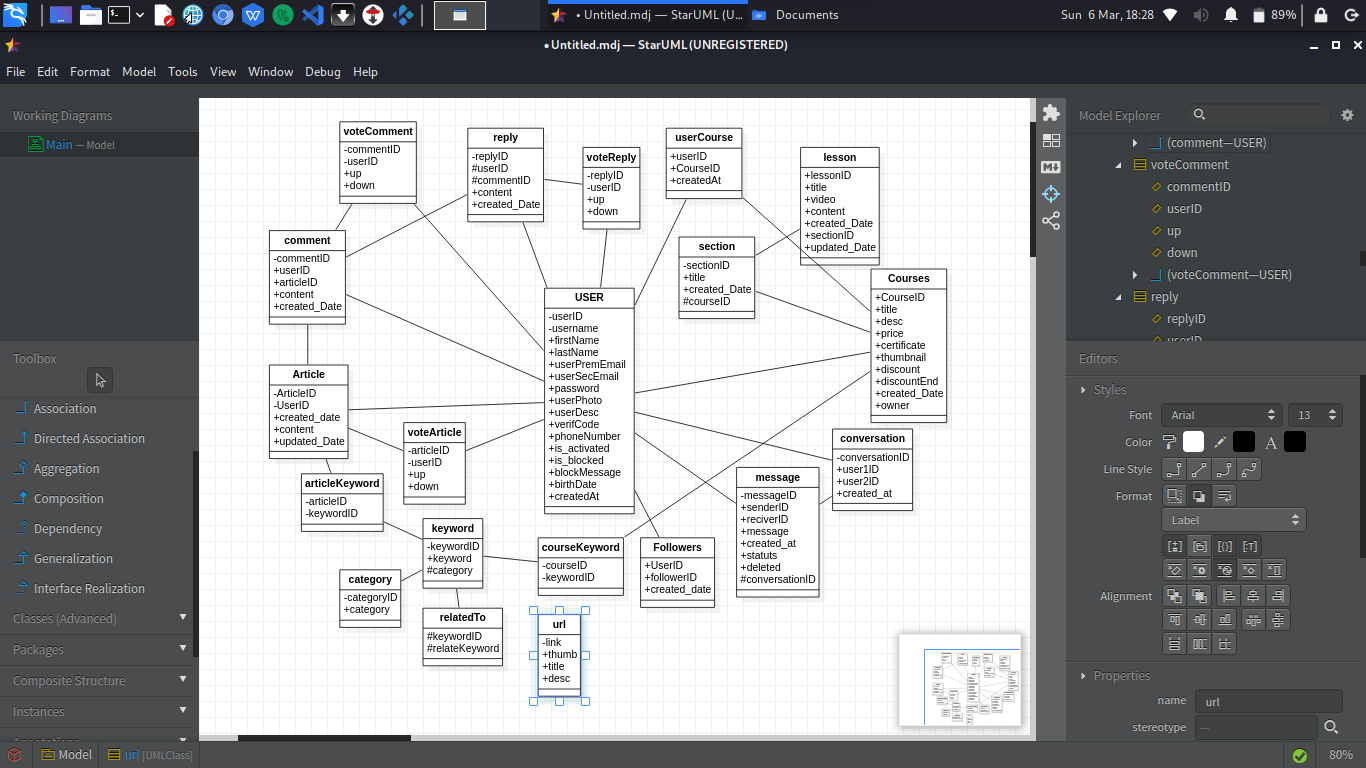 • Untitled.mdj — StarUML (U...
Documents
Sun 6 Mar, 18:28
89%
• Untitled.mdj — StarUML (UNREGISTERED)
File Edit Format Model Tools View Window Debug Help
Working Diagrams
Main — Model
Toolbox
Association
Directed Association
Aggregation
Composition
Dependency
Generalization
Interface Realization
Classes (Advanced)
Packages
Composite Structure
Instances
voteComment
-commentID
-userID
+up
+down
reply
-replyID
#userID
#commentID
+content
+created_Date
voteReply
-replyID
-userID
+up
+down
userCourse
+userID
+CourseID
+createdAt
lesson
+lessonID
+title
+video
+content
+created_Date
+sectionID
+updated_Date
comment
-commentID
+userID
+articleID
+content
+created_Date
section
-sectionID
+title
+created_Date
#courseID
Courses
+CourseID
+title
+desc
+price
+certificate
+thumbnail
+discount
+discountEnd
+created_Date
+owner
USER
-userID
-username
+firstName
+lastName
+userPremEmail
+userSecEmail
+password
+userPhoto
+userDesc
+verifCode
+phoneNumber
+is_activated
+is_blocked
+blockMessage
+birthDate
+createdAt
Article
-ArticleID
-UserID
+created_date
+content
+updated_Date
voteArticle
-articleID
-userID
+up
+down
conversation
-conversationID
+user1ID
+user2ID
+created_at
articleKeyword
-articleID
-keywordID
message
-messageID
+senderID
+reciverID
+message
+created_at
+statuts
+deleted
#conversationID
keyword
-keywordID
+keyword
#category
courseKeyword
-courseID
-keywordID
Followers
+UserID
+followerID
+created_date
category
-categoryID
+category
relatedTo
#keywordID
#relateKeyword
url
-link
+thumb
+title
+desc
Model Explorer
(comment—USER)
voteComment
commentID
userID
up
down
(voteComment—USER)
reply
replyID
userID
Editors
Styles
Font Arial 13
Color A
Line Style
Format
Label
Alignment
Properties
name url
stereotype —
Model url [UMLClass]
80%